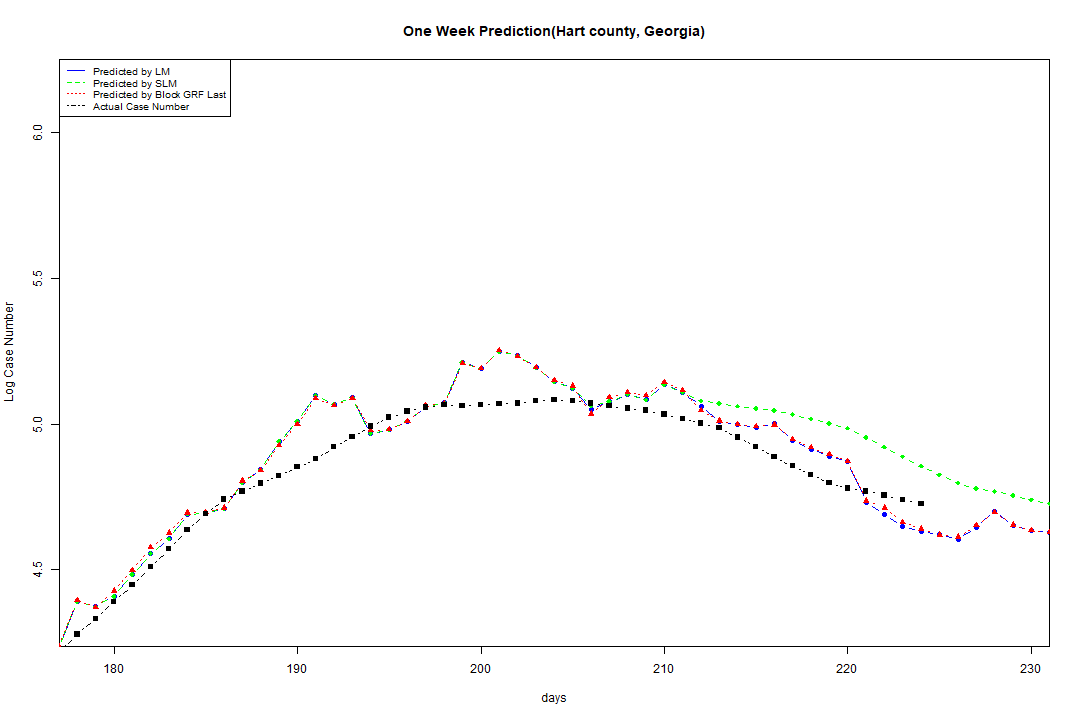 One Week Prediction(Hart county, Georgia)
Predicted by LM
Predicted by SLM
Predicted by Block GRF Last
Actual Case Number
6.0
5.5
5.0
4.5
Log Case Number
180 190 200 210 220 230
days